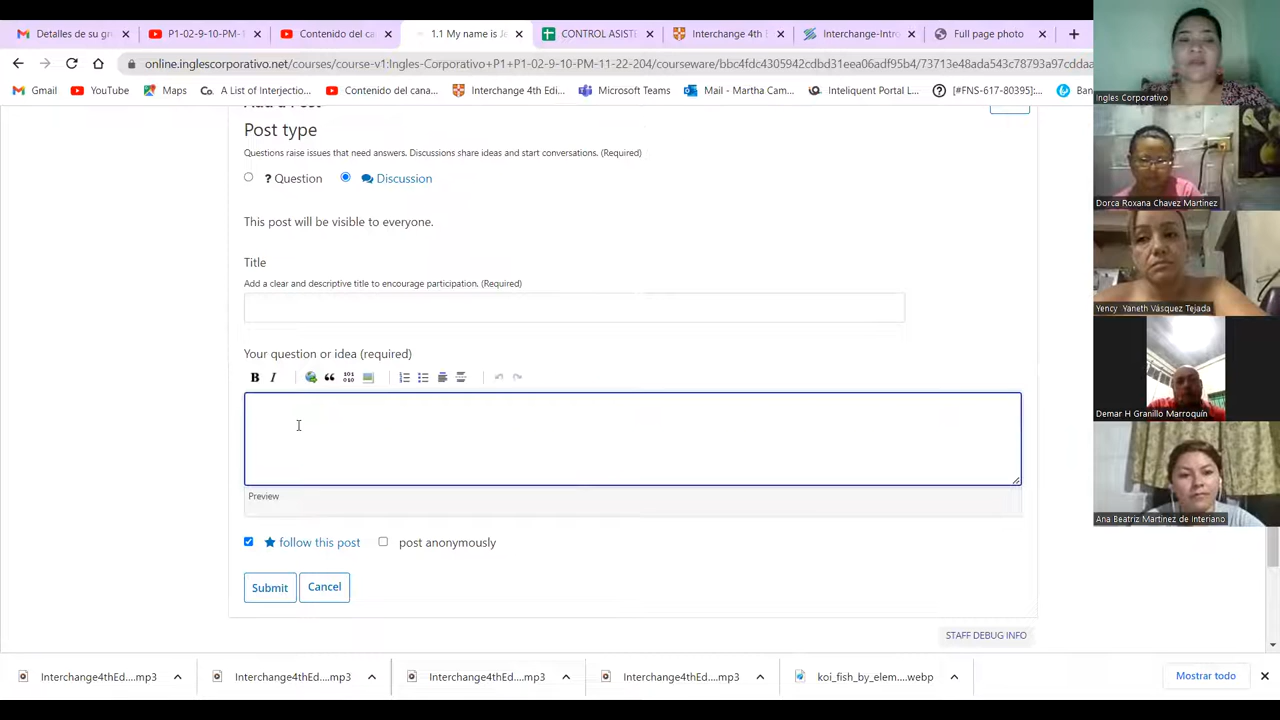 Detalles de su gr
P1-02-9-10-PM-1
Contenido del ca
1.1 My name is Je
CONTROL ASISTE
Interchange 4th E
Interchange-Intro
Full page photo
online.inglescorporativo.net/courses/course-v1:Ingles-Corporativo+P1+P1-02-9-10-PM-11-22-204/courseware/bbc4fdc4305942cdbd31eea06adf95b4/73713e48ada543c78793a97cddaa
Gmail
YouTube
Maps
A List of Interjectio...
Contenido del cana...
Interchange 4th Edi...
Microsoft Teams
Mail - Martha Cam...
Inteliquent Portal L...
[#FNS-617-80395]:...
Ban
Ingles Corporativo
Post type
Questions raise issues that need answers. Discussions share ideas and start conversations. (Required)
? Question
Discussion
Dorca Roxana Chavez Martinez
This post will be visible to everyone.
Title
Add a clear and descriptive title to encourage participation. (Required)
Yency Yaneth Vásquez Tejada
Your question or idea (required)
B I
101
010
Demar H Granillo Marroquín
Preview
Ana Beatriz Martinez de Interiano
follow this post
post anonymously
Submit
Cancel
STAFF DEBUG INFO
Interchange4thEd....mp3
Interchange4thEd....mp3
Interchange4thEd....mp3
Interchange4thEd....mp3
koi_fish_by_elem....webp
Mostrar todo